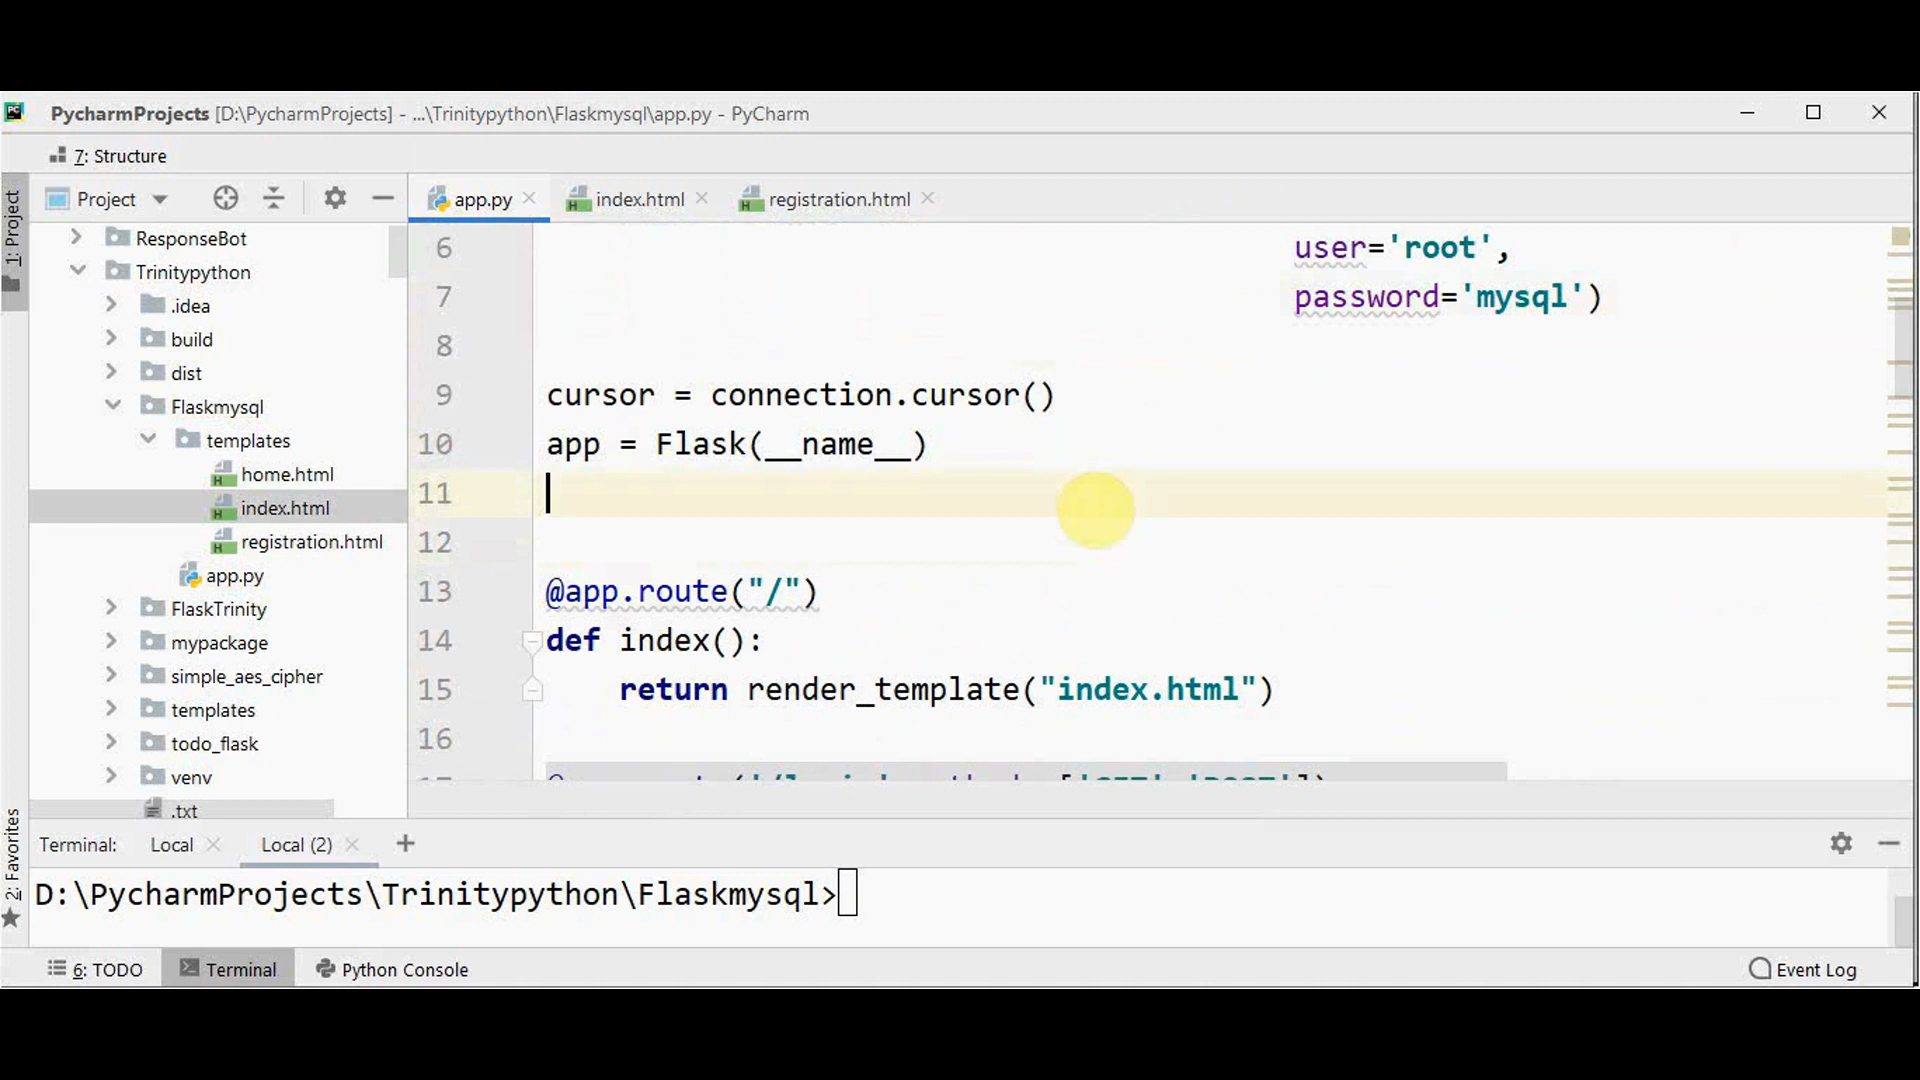 PycharmProjects [D:\PycharmProjects] - ...\Trinitypython\Flaskmysql\app.py - PyCharm
7: Structure
1: Project
Project
app.py
index.html
registration.html
ResponseBot
Trinitypython
.idea
build
dist
Flaskmysql
templates
home.html
index.html
registration.html
app.py
FlaskTrinity
mypackage
simple_aes_cipher
templates
todo_flask
venv
.txt
6 user='root',
7 password='mysql')
8
9 cursor = connection.cursor()
10 app = Flask(__name__)
11
12
13 @app.route("/")
14 def index():
15 return render_template("index.html")
16
2: Favorites
Terminal: Local Local (2) +
D:\PycharmProjects\Trinitypython\Flaskmysql>
6: TODO Terminal Python Console Event Log